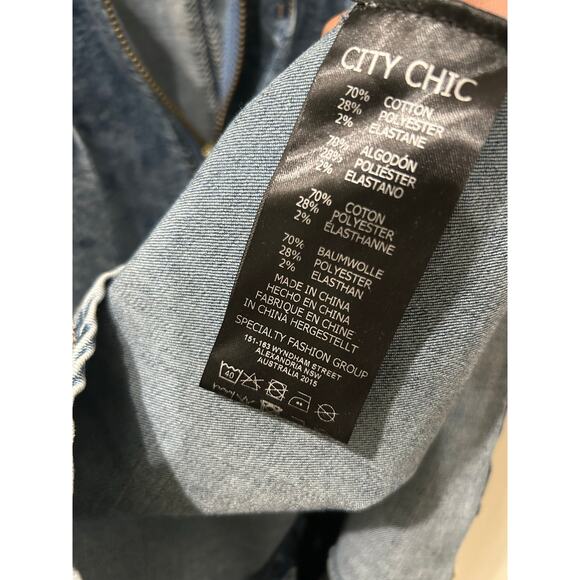 CITY CHIC
70% COTTON
28% POLYESTER
2% ELASTANE
70% ALGODÓN
28% POLIÉSTER
2% ELASTANO
70% COTON
28% POLYESTER
2% ELASTHANNE
70% BAUMWOLLE
28% POLYESTER
2% ELASTHAN
MADE IN CHINA
HECHO EN CHINA
FABRIQUE EN CHINE
IN CHINA HERGESTELLT
SPECIALTY FASHION GROUP
151-163 WYNDHAM STREET
ALEXANDRIA NSW
AUSTRALIA 2015
40